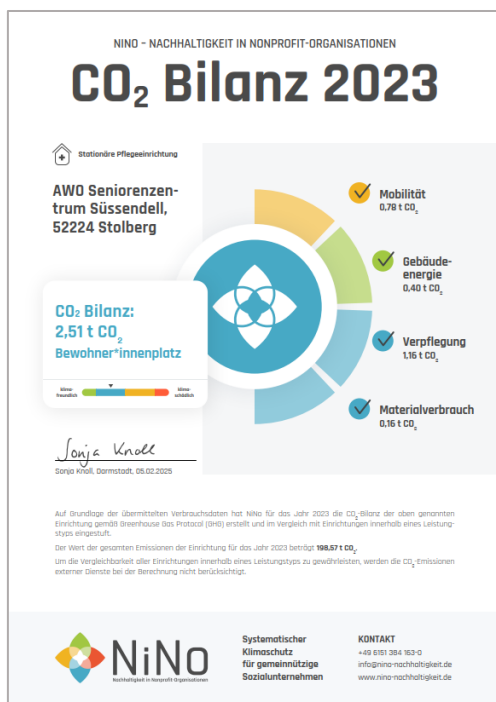 NINO – NACHHALTIGKEIT IN NONPROFIT-ORGANISATIONEN
CO₂ Bilanz 2023
Stationäre Pflegeeinrichtung
AWO Seniorenzen-
trum Süssendell,
52224 Stolberg
CO₂ Bilanz:
2,51 t CO₂
Bewohner*innenplatz
klima-
freundlich
klima-
schädlich
Mobilität
0,78 t CO₂
Gebäude-
energie
0,40 t CO₂
Verpflegung
1,16 t CO₂
Materialverbrauch
0,16 t CO₂
Sonja Knoll
Sonja Knoll, Darmstadt, 05.02.2025
Auf Grundlage der übermittelten Verbrauchsdaten hat NiNo für das Jahr 2023 die CO₂-Bilanz der oben genannten
Einrichtung gemäß Greenhouse Gas Protocol (GHG) erstellt und im Vergleich mit Einrichtungen innerhalb eines Leistung-
styps eingestuft.
Der Wert der gesamten Emissionen der Einrichtung für das Jahr 2023 beträgt 198,57 t CO₂.
Um die Vergleichbarkeit aller Einrichtungen innerhalb eines Leistungstyps zu gewährleisten, werden die CO₂-Emissionen
externer Dienste bei der Berechnung nicht berücksichtigt.
NiNo
Nachhaltigkeit in Nonprofit-Organisationen
Systematischer
Klimaschutz
für gemeinnützige
Sozialunternehmen
KONTAKT
+49 6151 384 163-0
info@nino-nachhaltigkeit.de
www.nino-nachhaltigkeit.de